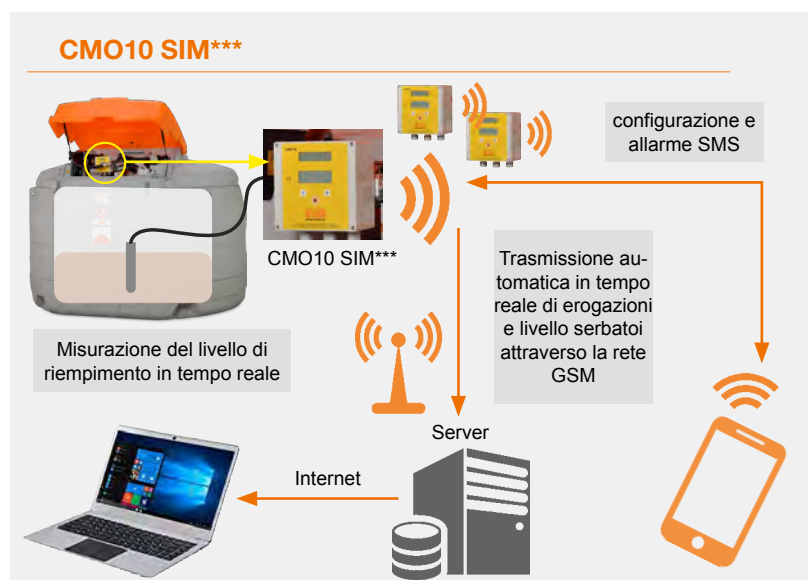 CMO10 SIM***
configurazione e
allarme SMS
CMO10 SIM***
Trasmissione au-
tomatica in tempo
reale di erogazioni
e livello serbatoi
attraverso la rete
GSM
Misurazione del livello di
riempimento in tempo reale
Server
Internet